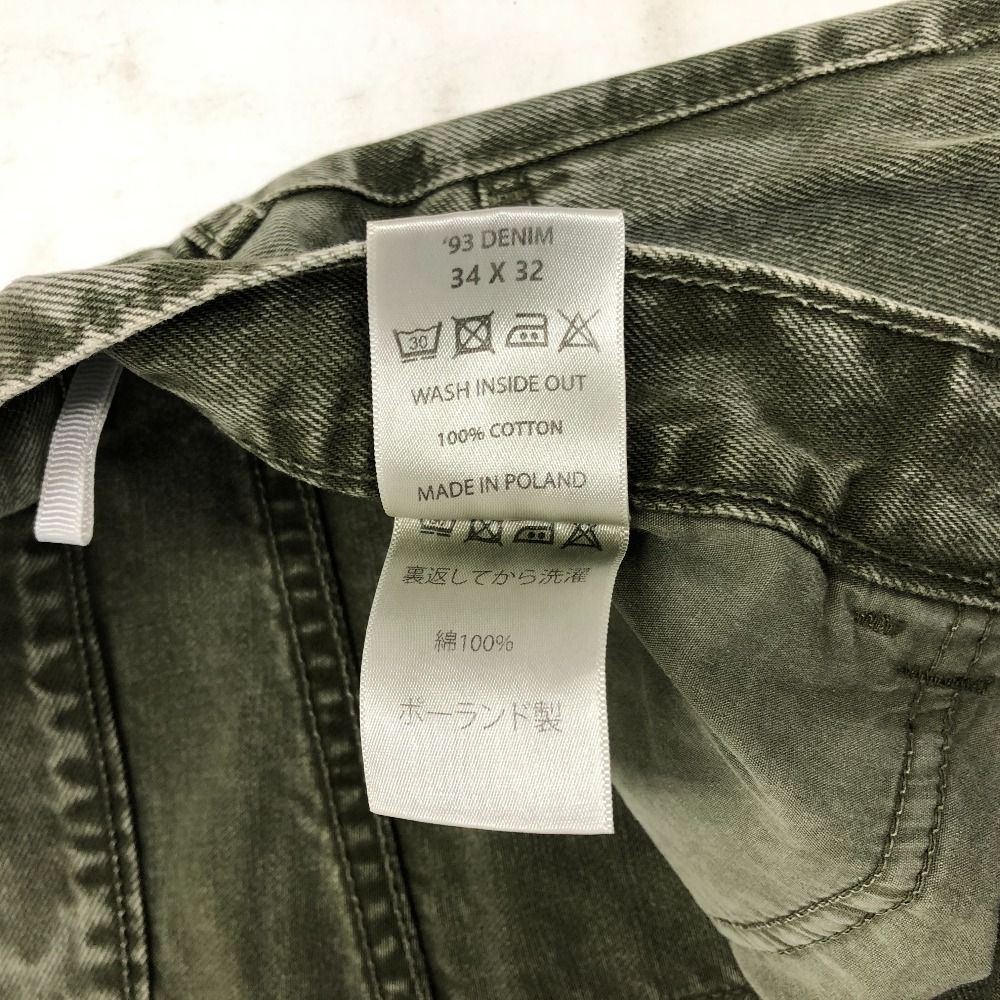 '93 DENIM
34 X 32
30
WASH INSIDE OUT
100% COTTON
MADE IN POLAND
裏返してから洗濯
綿100%
ポーランド製